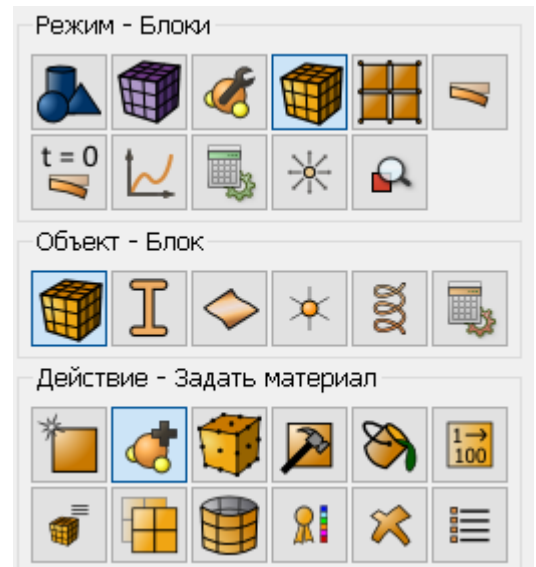 Режим - Блоки
t = 0
Объект - Блок
Действие - Задать материал
1→
100